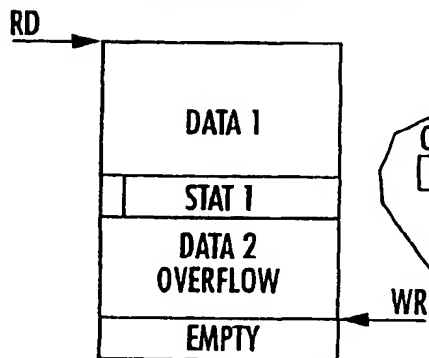 RD
DATA 1
STAT 1
DATA 2
OVERFLOW
WR
EMPTY